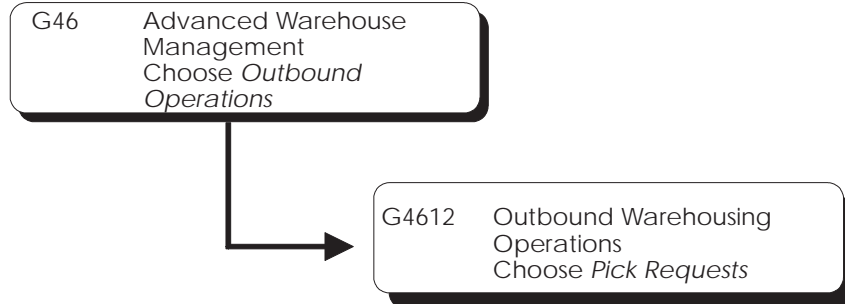 G46 Advanced Warehouse
Management
Choose Outbound
Operations
G4612 Outbound Warehousing
Operations
Choose Pick Requests